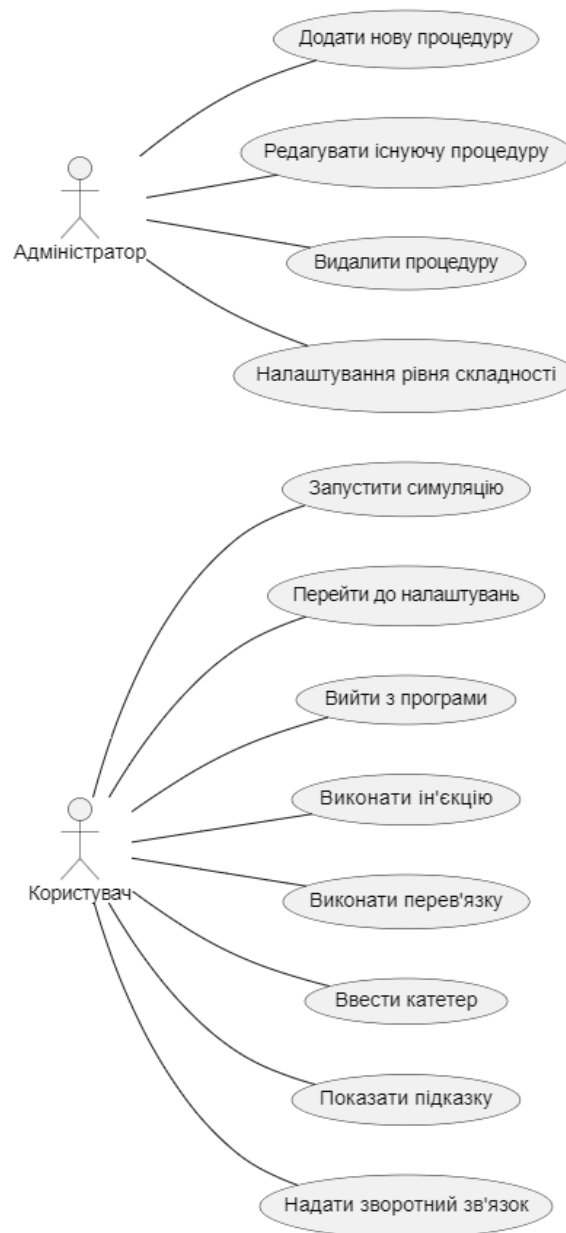 Додати нову процедуру
Редагувати існуючу процедуру
Адміністратор
Видалити процедуру
Налаштування рівня складності
Запустити симуляцію
Перейти до налаштувань
Вийти з програми
Виконати ін'єкцію
Користувач
Виконати перев'язку
Ввести катетер
Показати підказку
Надати зворотний зв'язок